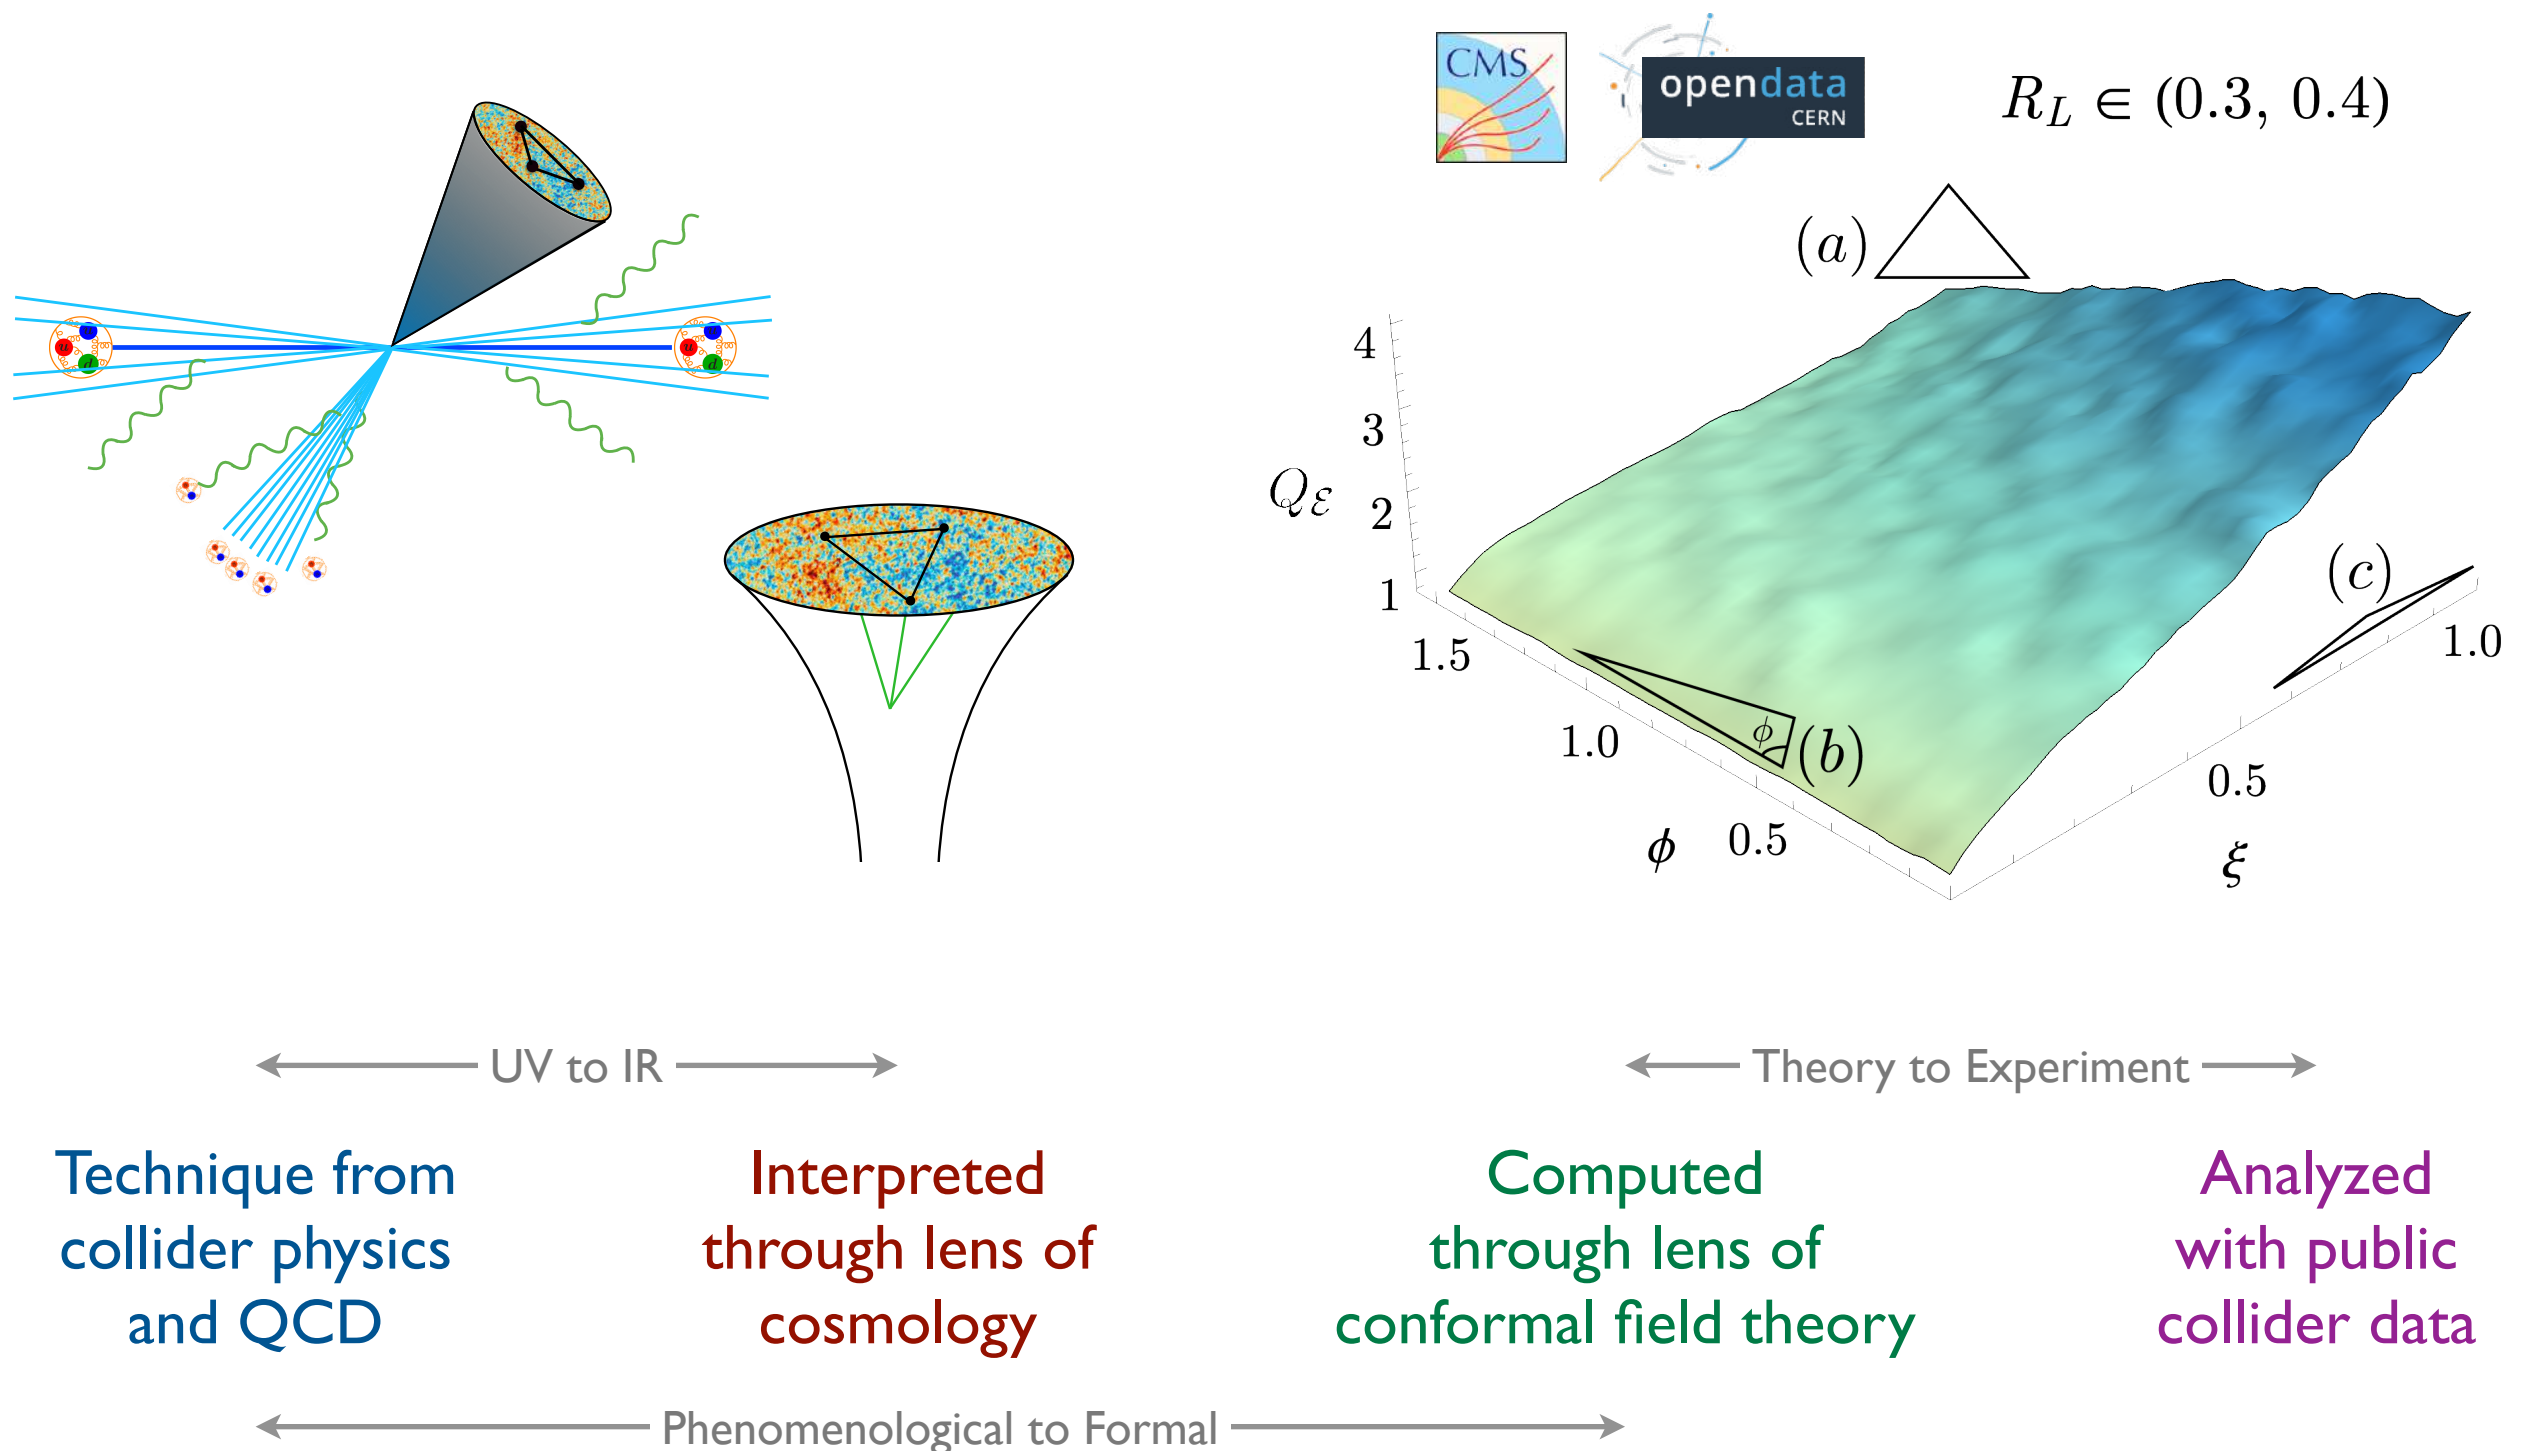 CMS
opendata
CERN
R_L ∈ (0.3, 0.4)
(a)
u
u
d
u
u
d
4
3
2
1
Q_ℰ
(c)
1.5
1.0
0.5
ϕ
ϕ
(b)
1.0
0.5
ξ
UV to IR
Theory to Experiment
Technique from
collider physics
and QCD
Interpreted
through lens of
cosmology
Computed
through lens of
conformal field theory
Analyzed
with public
collider data
Phenomenological to Formal